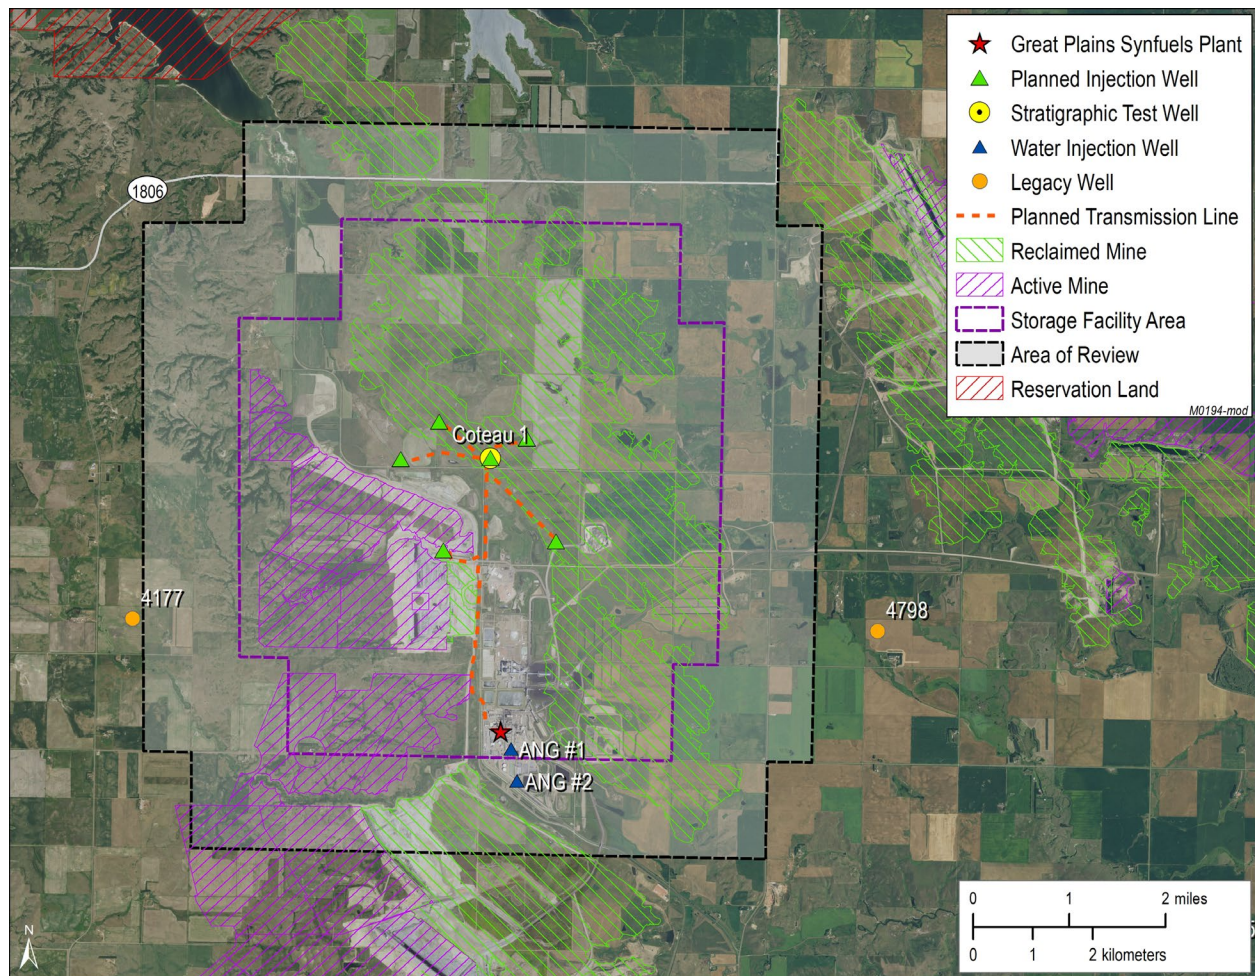 Great Plains Synfuels Plant
Planned Injection Well
Stratigraphic Test Well
Water Injection Well
Legacy Well
Planned Transmission Line
Reclaimed Mine
Active Mine
Storage Facility Area
Area of Review
Reservation Land
M0194-mod
1806
Coteau 1
4177
4798
ANG #1
ANG #2
0 1 2 miles
0 1 2 kilometers
N